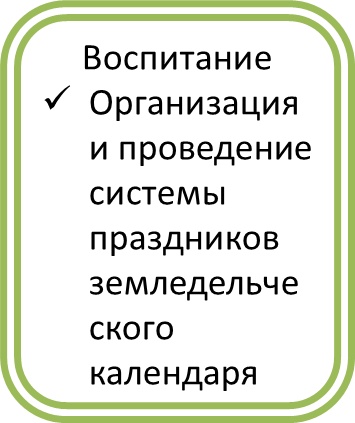 Воспитание
✓ Организация
и проведение
системы
праздников
земледельче
ского
календаря